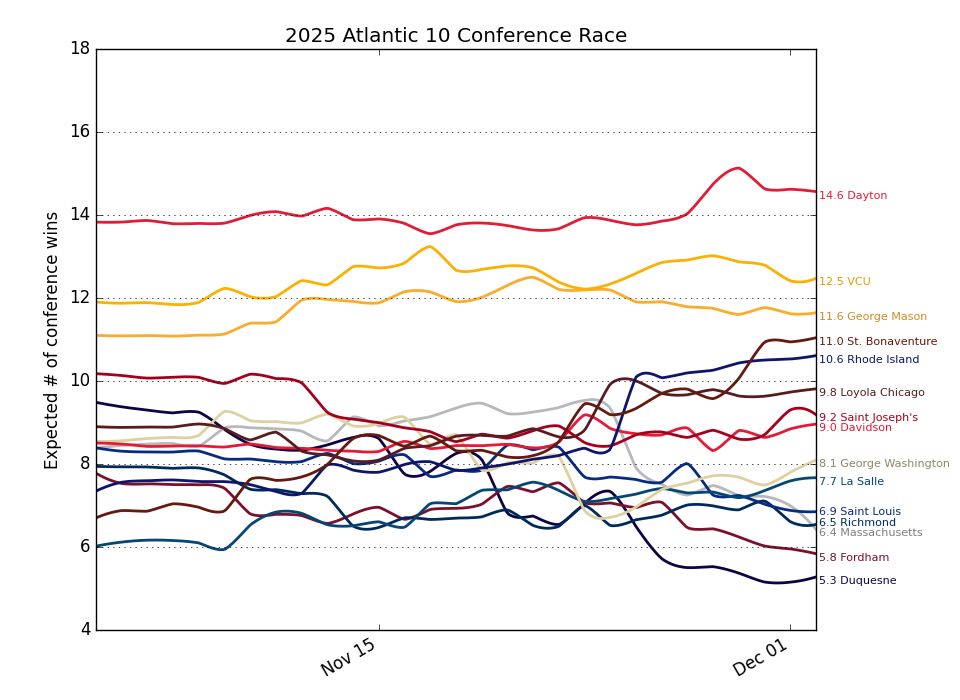 2025 Atlantic 10 Conference Race
Expected # of conference wins
18
16
14
12
10
8
6
4
Nov 15
Dec 01
14.6 Dayton
12.5 VCU
11.6 George Mason
11.0 St. Bonaventure
10.6 Rhode Island
9.8 Loyola Chicago
9.2 Saint Joseph's
9.0 Davidson
8.1 George Washington
7.7 La Salle
6.9 Saint Louis
6.5 Richmond
6.4 Massachusetts
5.8 Fordham
5.3 Duquesne